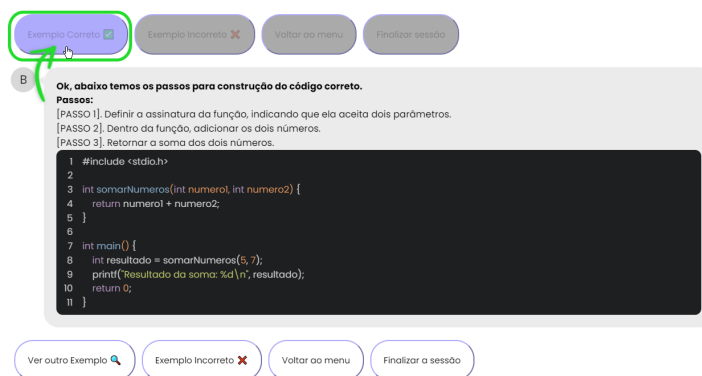 Exemplo Correto ✅ Exemplo Incorreto ❌ Voltar ao menu Finalizar sessão
B
Ok, abaixo temos os passos para construção do código correto.
Passos:
[PASSO 1]. Definir a assinatura da função, indicando que ela aceita dois parâmetros.
[PASSO 2]. Dentro da função, adicionar os dois números.
[PASSO 3]. Retornar a soma dos dois números.
1 #include <stdio.h>
2
3 int somarNumeros(int numero1, int numero2) {
4 return numero1 + numero2;
5 }
6
7 int main() {
8 int resultado = somarNumeros(5, 7);
9 printf("Resultado da soma: %d\n", resultado);
10 return 0;
11 }
Ver outro Exemplo 🔍 Exemplo Incorreto ❌ Voltar ao menu Finalizar a sessão